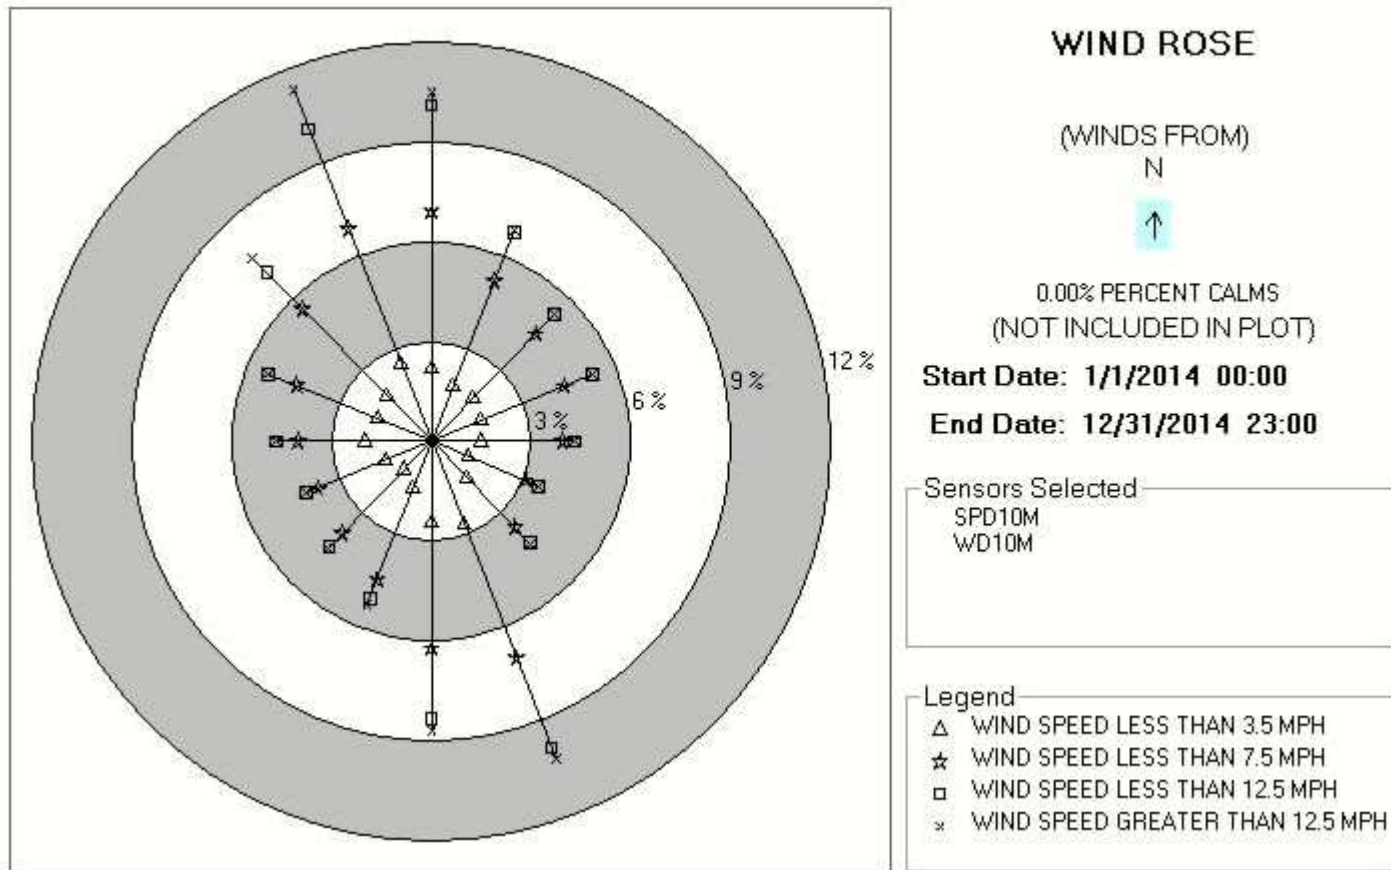 WIND ROSE
(WINDS FROM)
N
0.00% PERCENT CALMS
(NOT INCLUDED IN PLOT)
Start Date: 1/1/2014 00:00
End Date: 12/31/2014 23:00
Sensors Selected
SPD10M
WD10M
Legend
WIND SPEED LESS THAN 3.5 MPH
WIND SPEED LESS THAN 7.5 MPH
WIND SPEED LESS THAN 12.5 MPH
WIND SPEED GREATER THAN 12.5 MPH
3%
6%
9%
12%